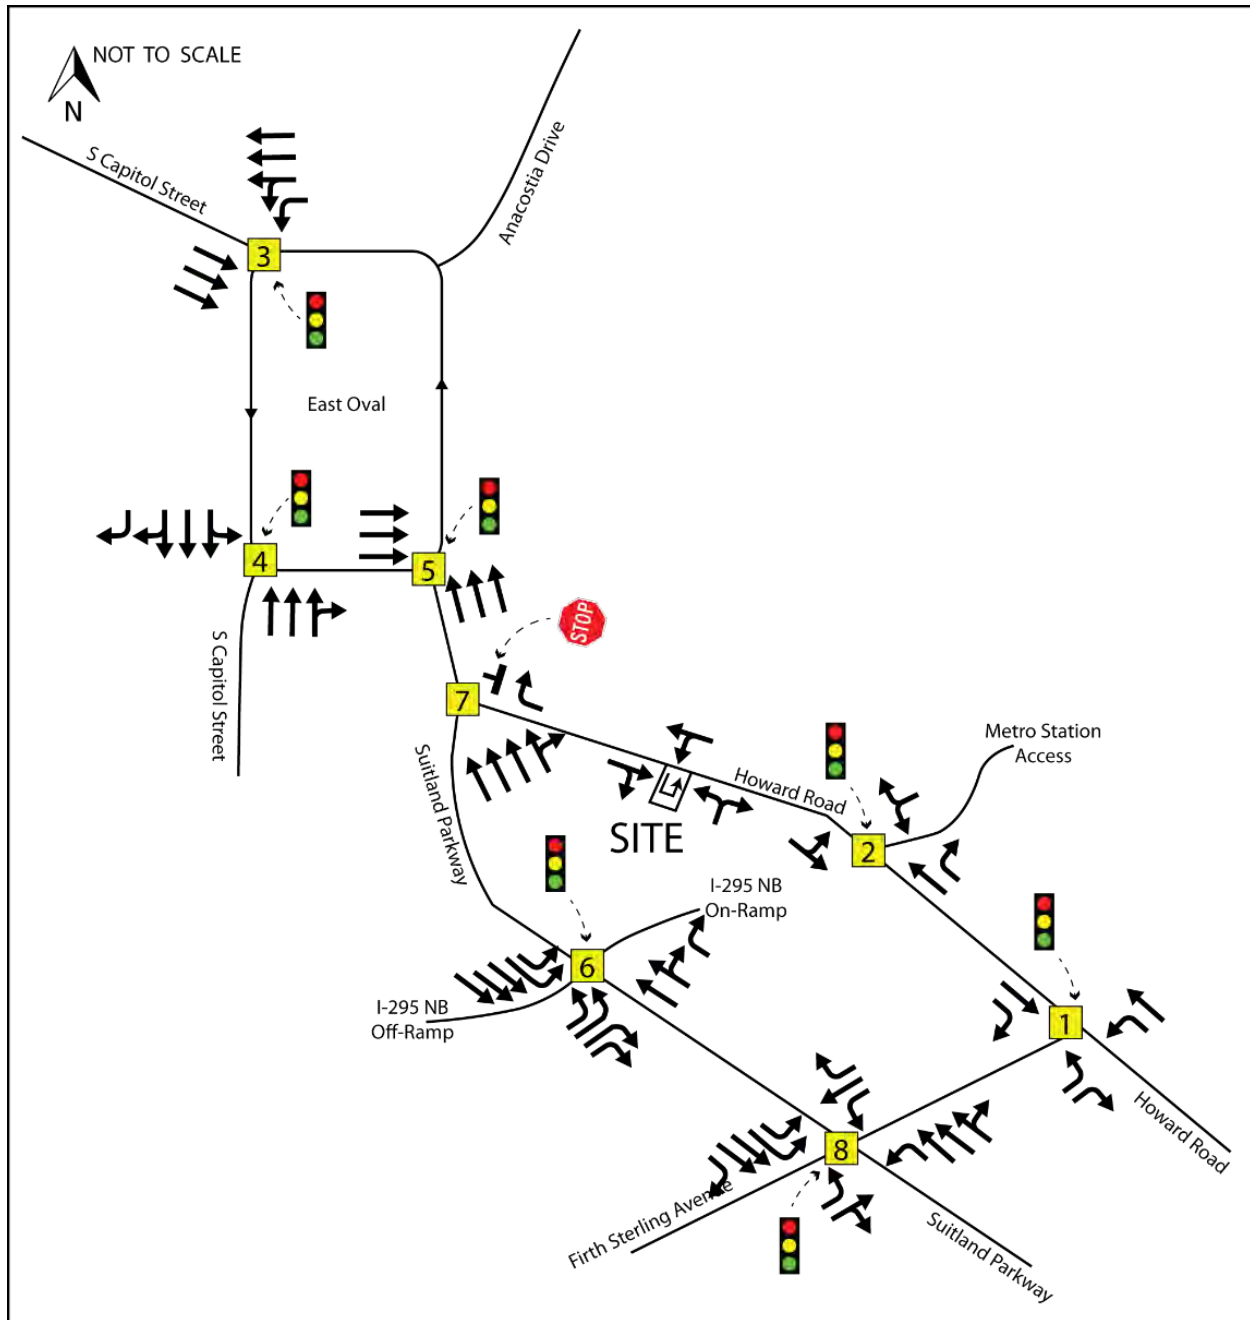 NOT TO SCALE
N
S Capitol Street
Anacostia Drive
3
East Oval
4
5
S Capitol Street
STOP
7
Suitland Parkway
Howard Road
Metro Station
Access
SITE
2
I-295 NB
On-Ramp
6
I-295 NB
Off-Ramp
1
Howard Road
8
Firth Sterling Avenue
Suitland Parkway